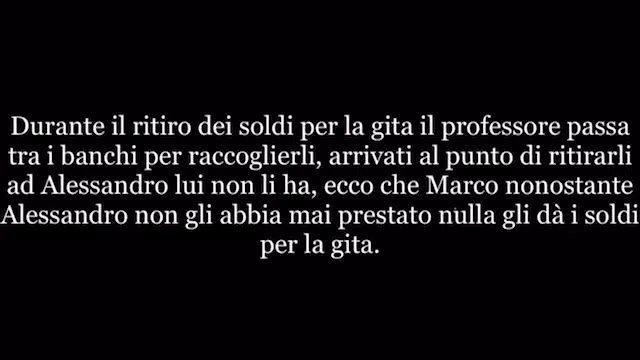 Durante il ritiro dei soldi per la gita il professore passa
tra i banchi per raccoglierli, arrivati al punto di ritirarli
ad Alessandro lui non li ha, ecco che Marco nonostante
Alessandro non gli abbia mai prestato nulla gli dà i soldi
per la gita.